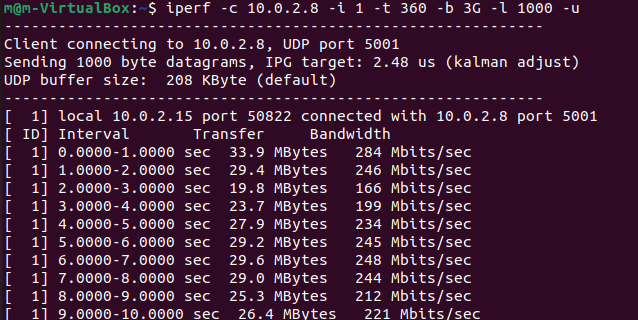 m@m-VirtualBox:~$ iperf -c 10.0.2.8 -i 1 -t 360 -b 3G -l 1000 -u
------------------------------------------------------------
Client connecting to 10.0.2.8, UDP port 5001
Sending 1000 byte datagrams, IPG target: 2.48 us (kalman adjust)
UDP buffer size:  208 KByte (default)
------------------------------------------------------------
[  1] local 10.0.2.15 port 50822 connected with 10.0.2.8 port 5001
[ ID] Interval       Transfer     Bandwidth
[  1] 0.0000-1.0000 sec  33.9 MBytes   284 Mbits/sec
[  1] 1.0000-2.0000 sec  29.4 MBytes   246 Mbits/sec
[  1] 2.0000-3.0000 sec  19.8 MBytes   166 Mbits/sec
[  1] 3.0000-4.0000 sec  23.7 MBytes   199 Mbits/sec
[  1] 4.0000-5.0000 sec  27.9 MBytes   234 Mbits/sec
[  1] 5.0000-6.0000 sec  29.2 MBytes   245 Mbits/sec
[  1] 6.0000-7.0000 sec  29.6 MBytes   248 Mbits/sec
[  1] 7.0000-8.0000 sec  29.0 MBytes   244 Mbits/sec
[  1] 8.0000-9.0000 sec  25.3 MBytes   212 Mbits/sec
[  1] 9.0000-10.0000 sec  26.4 MBytes   221 Mbits/sec